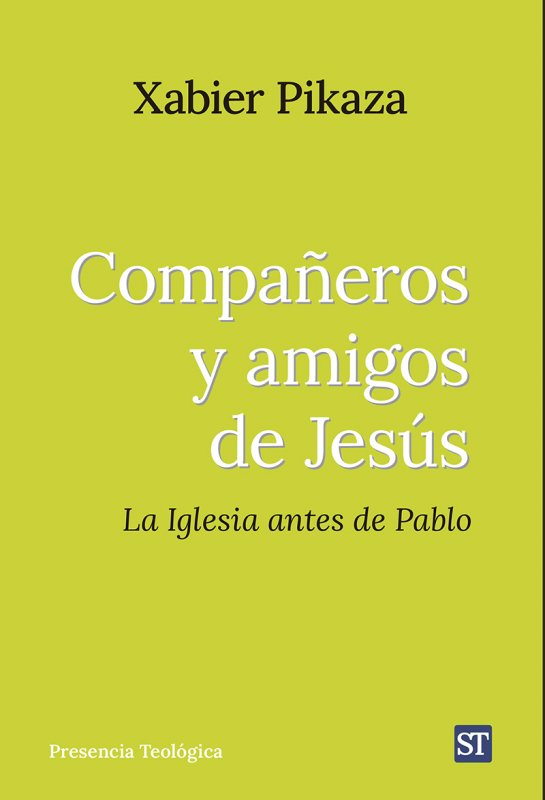 Xabier Pikaza
Compañeros
y amigos
de Jesús
La Iglesia antes de Pablo
Presencia Teológica
ST